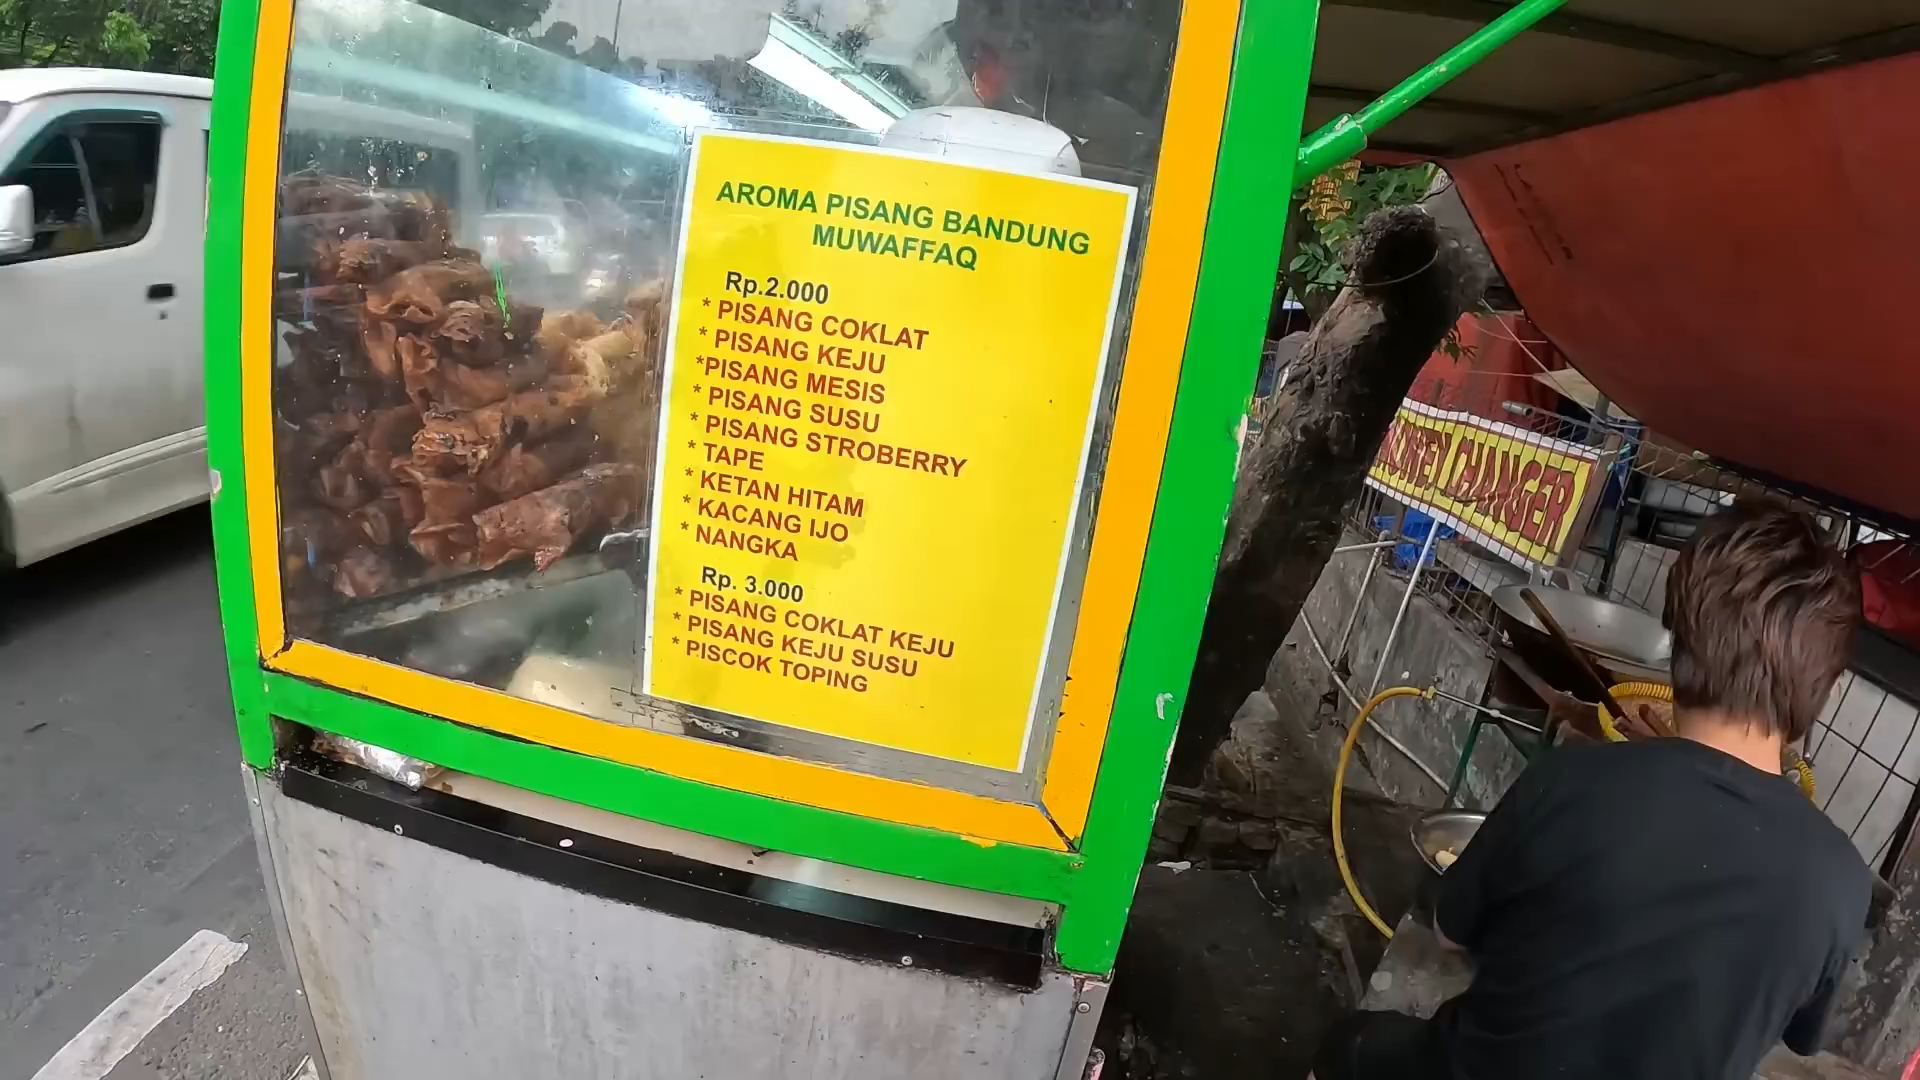 AROMA PISANG BANDUNG
MUWAFFAQ
Rp.2.000
* PISANG COKLAT
* PISANG KEJU
*PISANG MESIS
* PISANG SUSU
* PISANG STROBERRY
* TAPE
* KETAN HITAM
* KACANG IJO
* NANGKA
Rp. 3.000
* PISANG COKLAT KEJU
* PISANG KEJU SUSU
* PISCOK TOPING
MONEY CHANGER